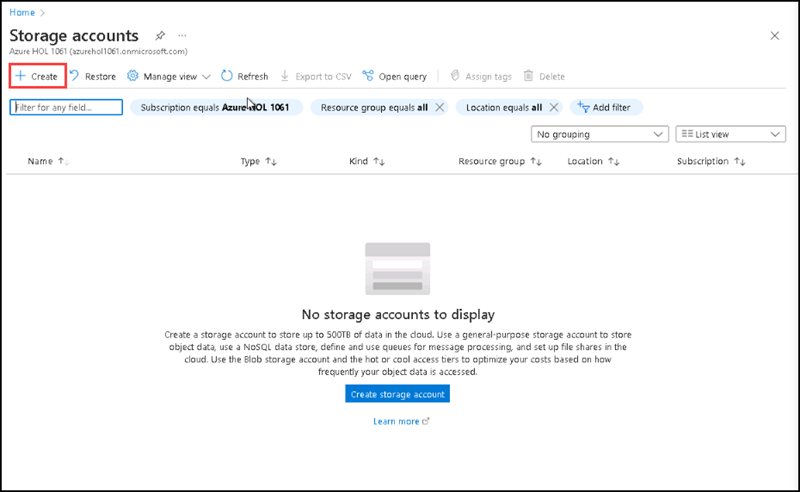 Home >
Storage accounts ...
Azure HOL 1061 (azurehol1061.onmicrosoft.com)
+ Create Restore Manage view Refresh Export to CSV Open query Assign tags Delete
Filter for any field... Subscription equals Azure HOL 1061 Resource group equals all Location equals all Add filter
No grouping List view
Name Type Kind Resource group Location Subscription
No storage accounts to display
Create a storage account to store up to 500TB of data in the cloud. Use a general-purpose storage account to store
object data, use a NoSQL data store, define and use queues for message processing, and set up file shares in the
cloud. Use the Blob storage account and the hot or cool access tiers to optimize your costs based on how
frequently your object data is accessed.
Create storage account
Learn more